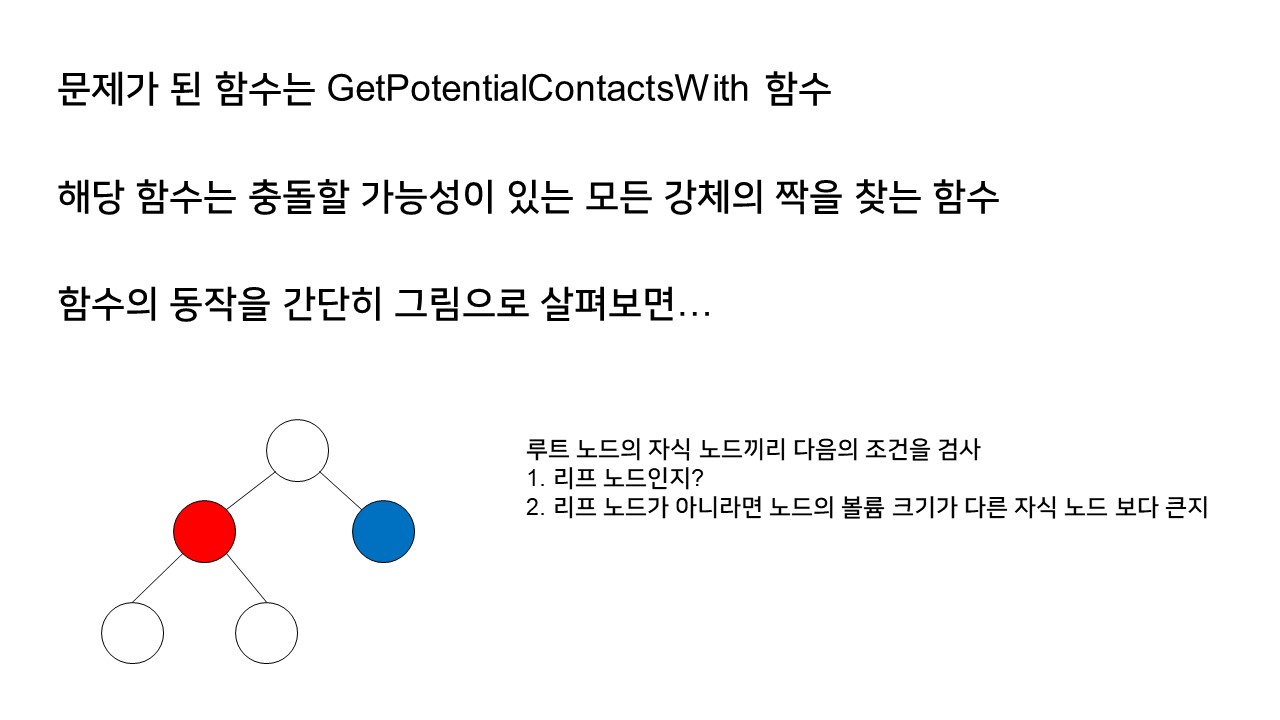 문제가 된 함수는 GetPotentialContactsWith 함수
해당 함수는 충돌할 가능성이 있는 모든 강체의 짝을 찾는 함수
함수의 동작을 간단히 그림으로 살펴보면…
루트 노드의 자식 노드끼리 다음의 조건을 검사
1. 리프 노드인지?
2. 리프 노드가 아니라면 노드의 볼륨 크기가 다른 자식 노드 보다 큰지